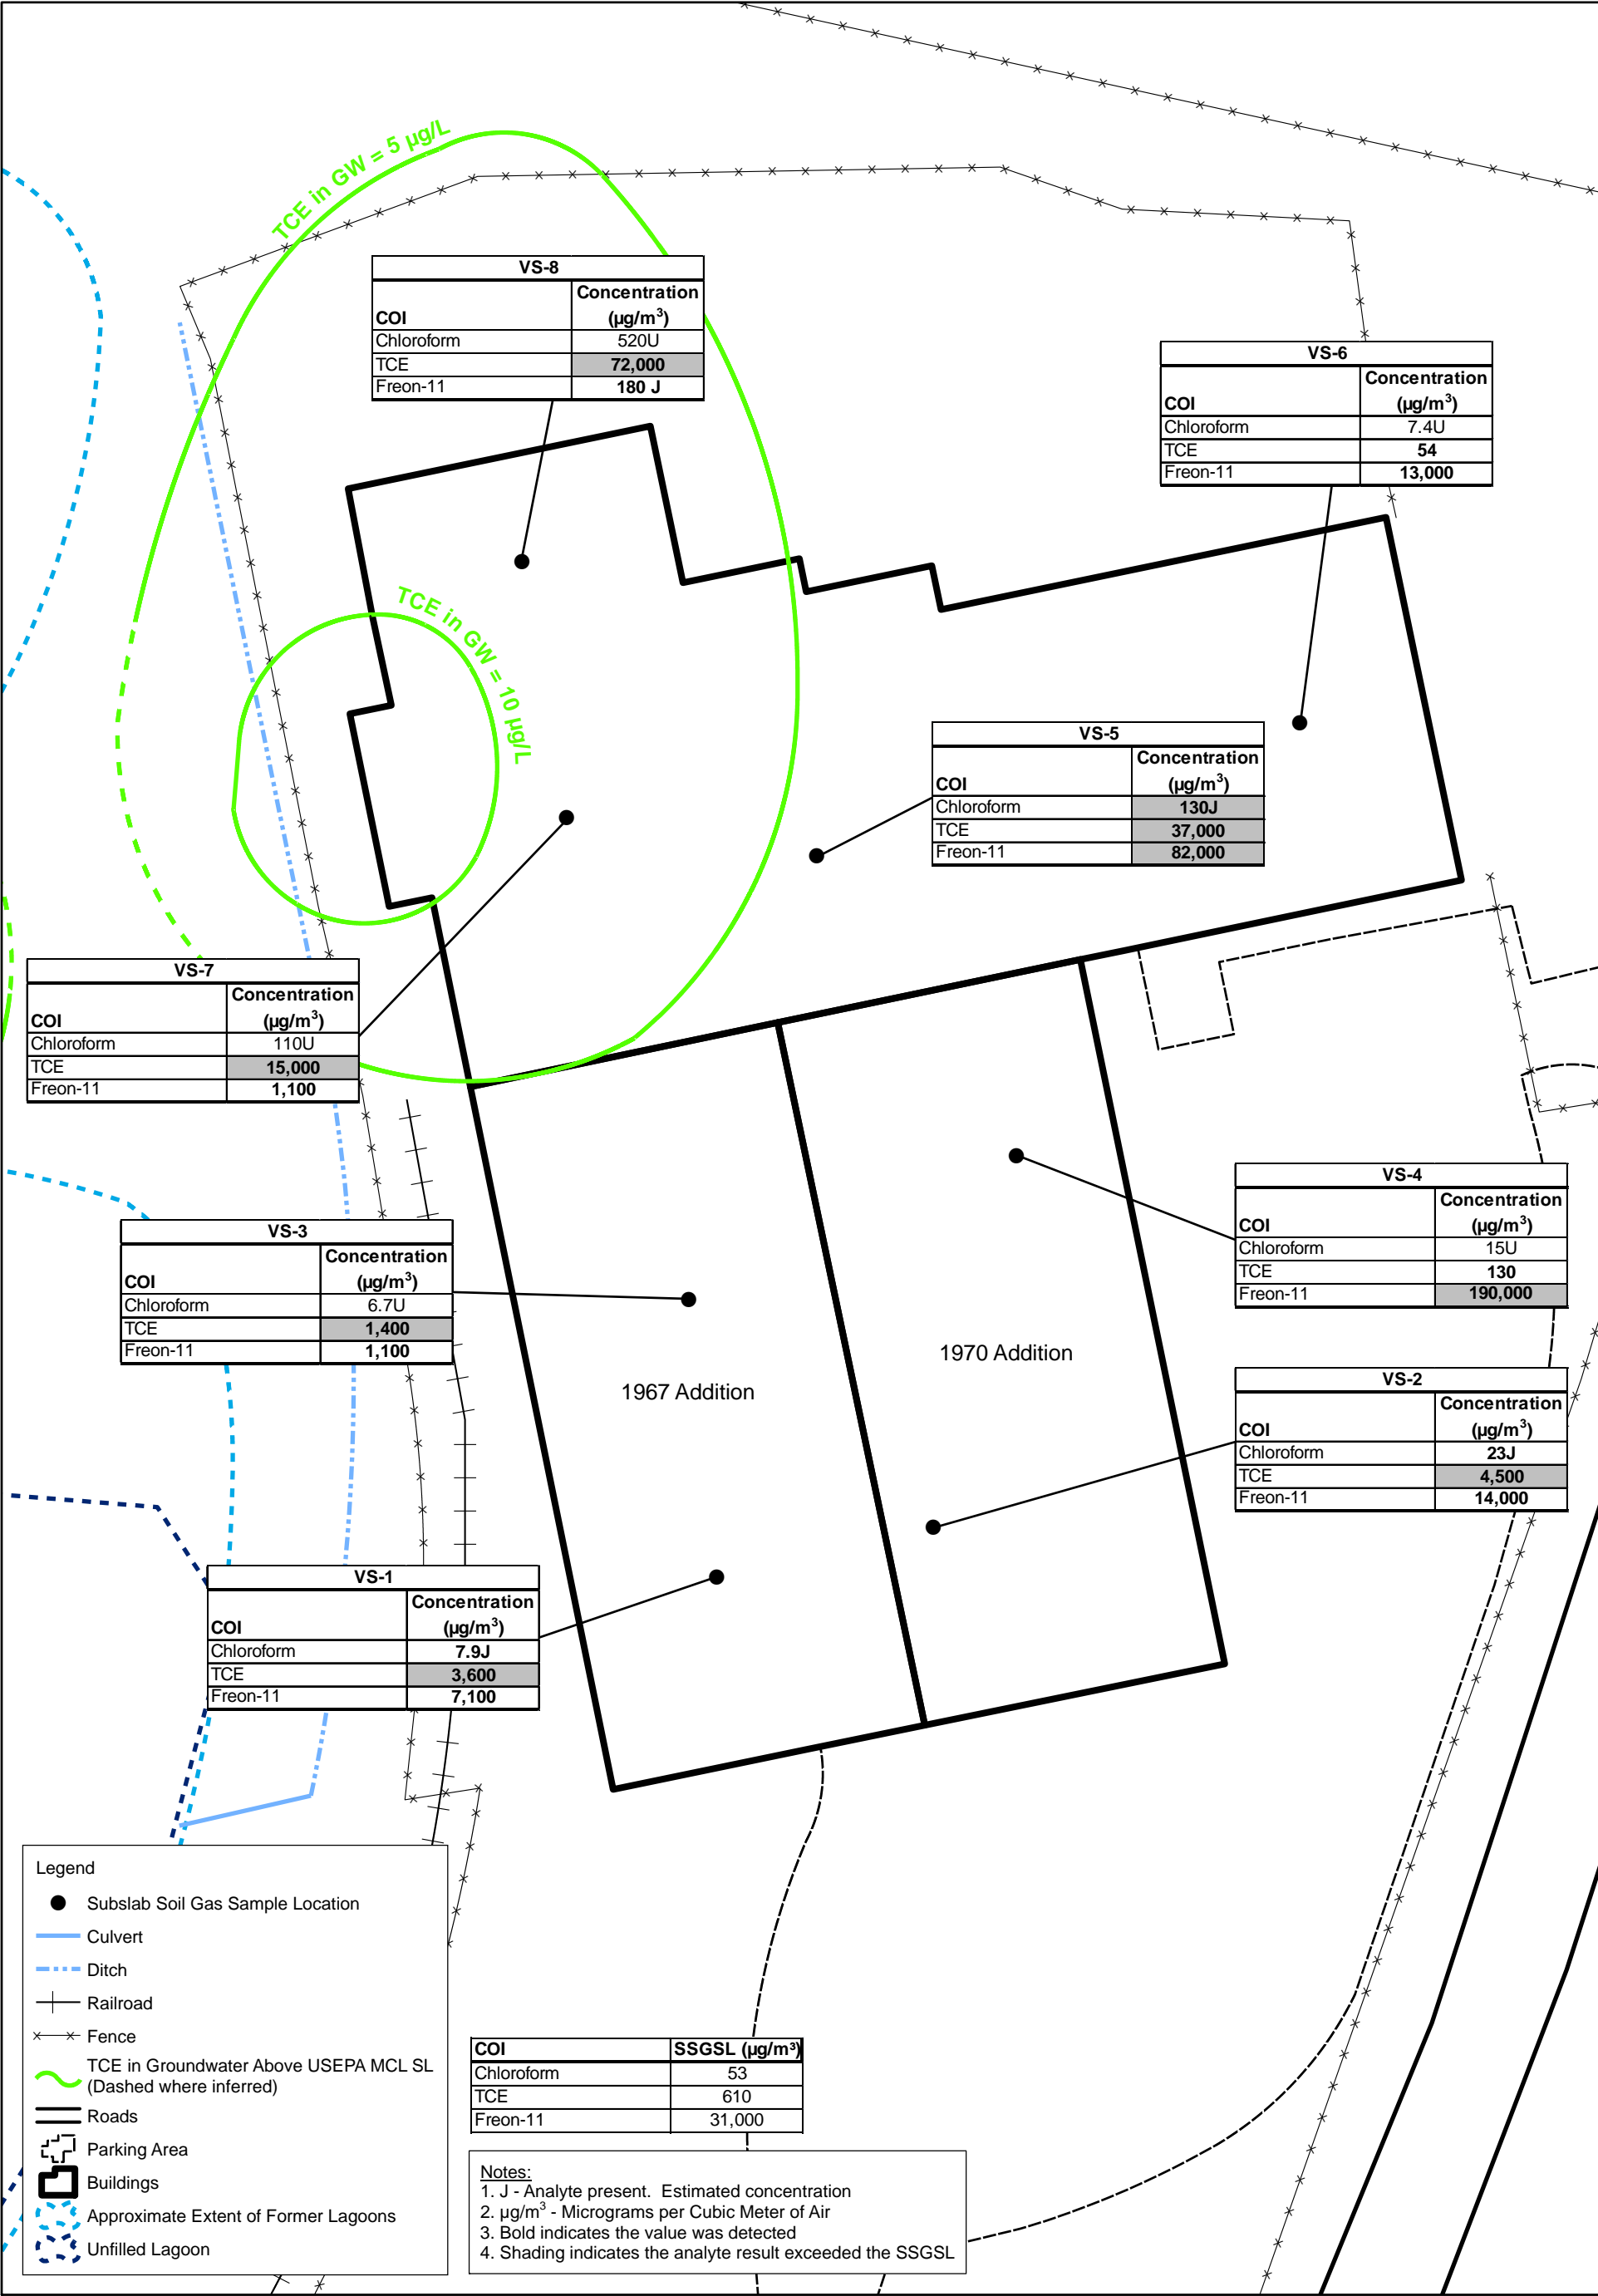 TCE in GW = 5 µg/L
VS-8
COI Concentration (µg/m³)
Chloroform 520U
TCE 72,000
Freon-11 180 J
VS-6
COI Concentration (µg/m³)
Chloroform 7.4U
TCE 54
Freon-11 13,000
TCE in GW = 10 µg/L
VS-5
COI Concentration (µg/m³)
Chloroform 130J
TCE 37,000
Freon-11 82,000
VS-7
COI Concentration (µg/m³)
Chloroform 110U
TCE 15,000
Freon-11 1,100
VS-4
COI Concentration (µg/m³)
Chloroform 15U
TCE 130
Freon-11 190,000
VS-3
COI Concentration (µg/m³)
Chloroform 6.7U
TCE 1,400
Freon-11 1,100
1970 Addition
1967 Addition
VS-2
COI Concentration (µg/m³)
Chloroform 23J
TCE 4,500
Freon-11 14,000
VS-1
COI Concentration (µg/m³)
Chloroform 7.9J
TCE 3,600
Freon-11 7,100
Legend
Subslab Soil Gas Sample Location
Culvert
Ditch
Railroad
Fence
TCE in Groundwater Above USEPA MCL SL
(Dashed where inferred)
Roads
Parking Area
Buildings
Approximate Extent of Former Lagoons
Unfilled Lagoon
COI SSGSL (µg/m³)
Chloroform 53
TCE 610
Freon-11 31,000
Notes:
1. J - Analyte present. Estimated concentration
2. µg/m³ - Micrograms per Cubic Meter of Air
3. Bold indicates the value was detected
4. Shading indicates the analyte result exceeded the SSGSL